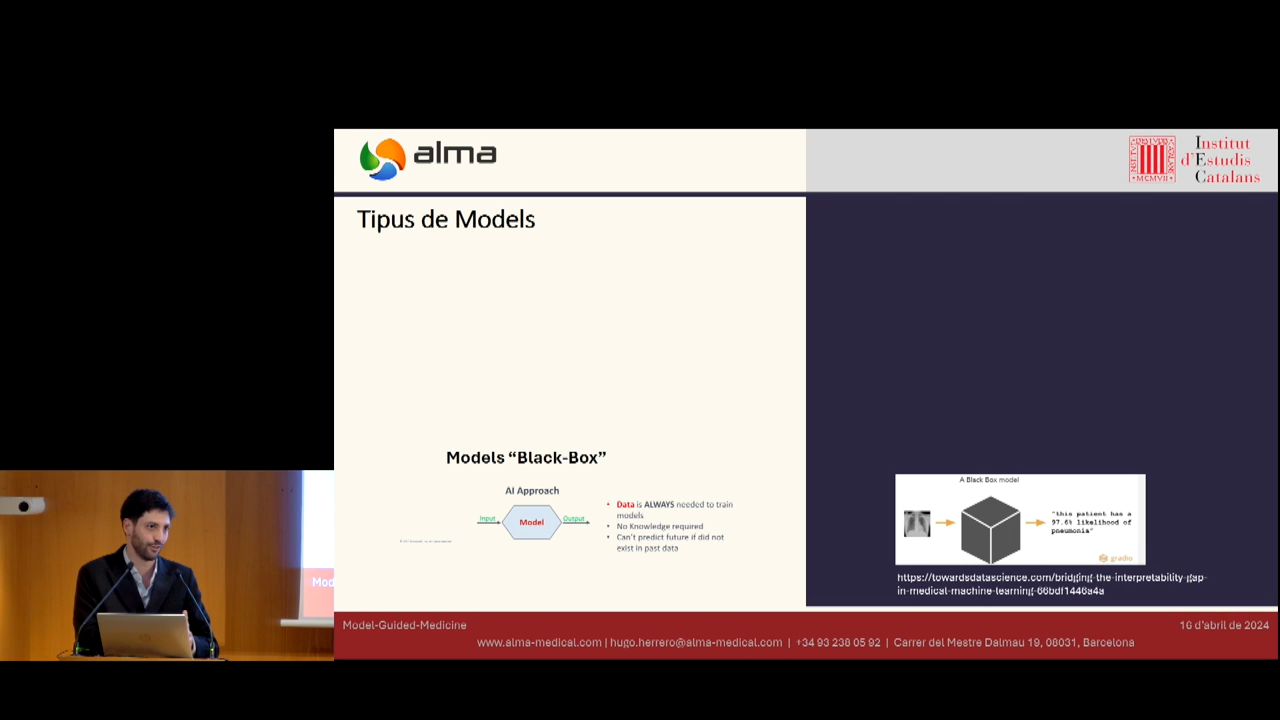 alma
Institut
d'Estudis
Catalans
Tipus de Models
Models “Black-Box”
AI Approach
Input
Model
Output
• Data is ALWAYS needed to train
models
• No Knowledge required
• Can't predict future if did not
exist in past data
A Black Box model
"this patient has a
97.6% likelihood of
pneumonia"
gradio
https://towardsdatascience.com/bridging-the-interpretability-gap-
in-medical-machine-learning-66bdf1446a4a
Mod
Model-Guided-Medicine
16 d'abril de 2024
www.alma-medical.com | hugo.herrero@alma-medical.com | +34 93 238 05 92 | Carrer del Mestre Dalmau 19, 08031, Barcelona